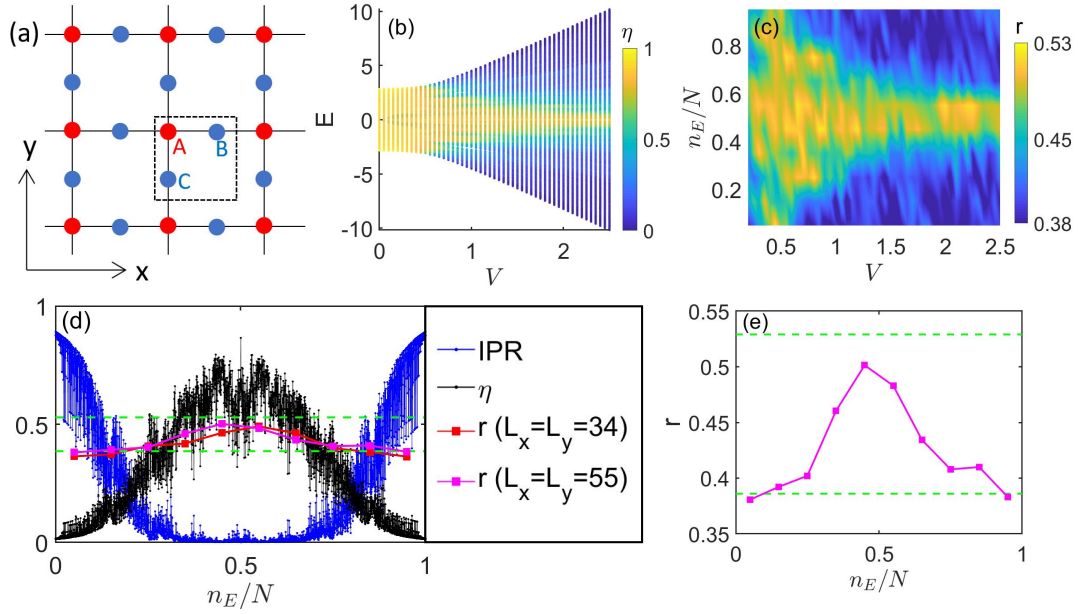 (a)
A
B
C
y
x
(b)
η
E
10
5
0
-5
-10
0
1
2
V
1
0.5
0
(c)
r
n_E/N
0.8
0.6
0.4
0.2
0.5
1
1.5
2
2.5
V
0.53
0.45
0.38
(d)
1
0.5
0
0
0.5
1
n_E/N
IPR
η
r (L_x=L_y=34)
r (L_x=L_y=55)
(e)
r
0.55
0.5
0.45
0.4
0.35
0
0.5
1
n_E/N